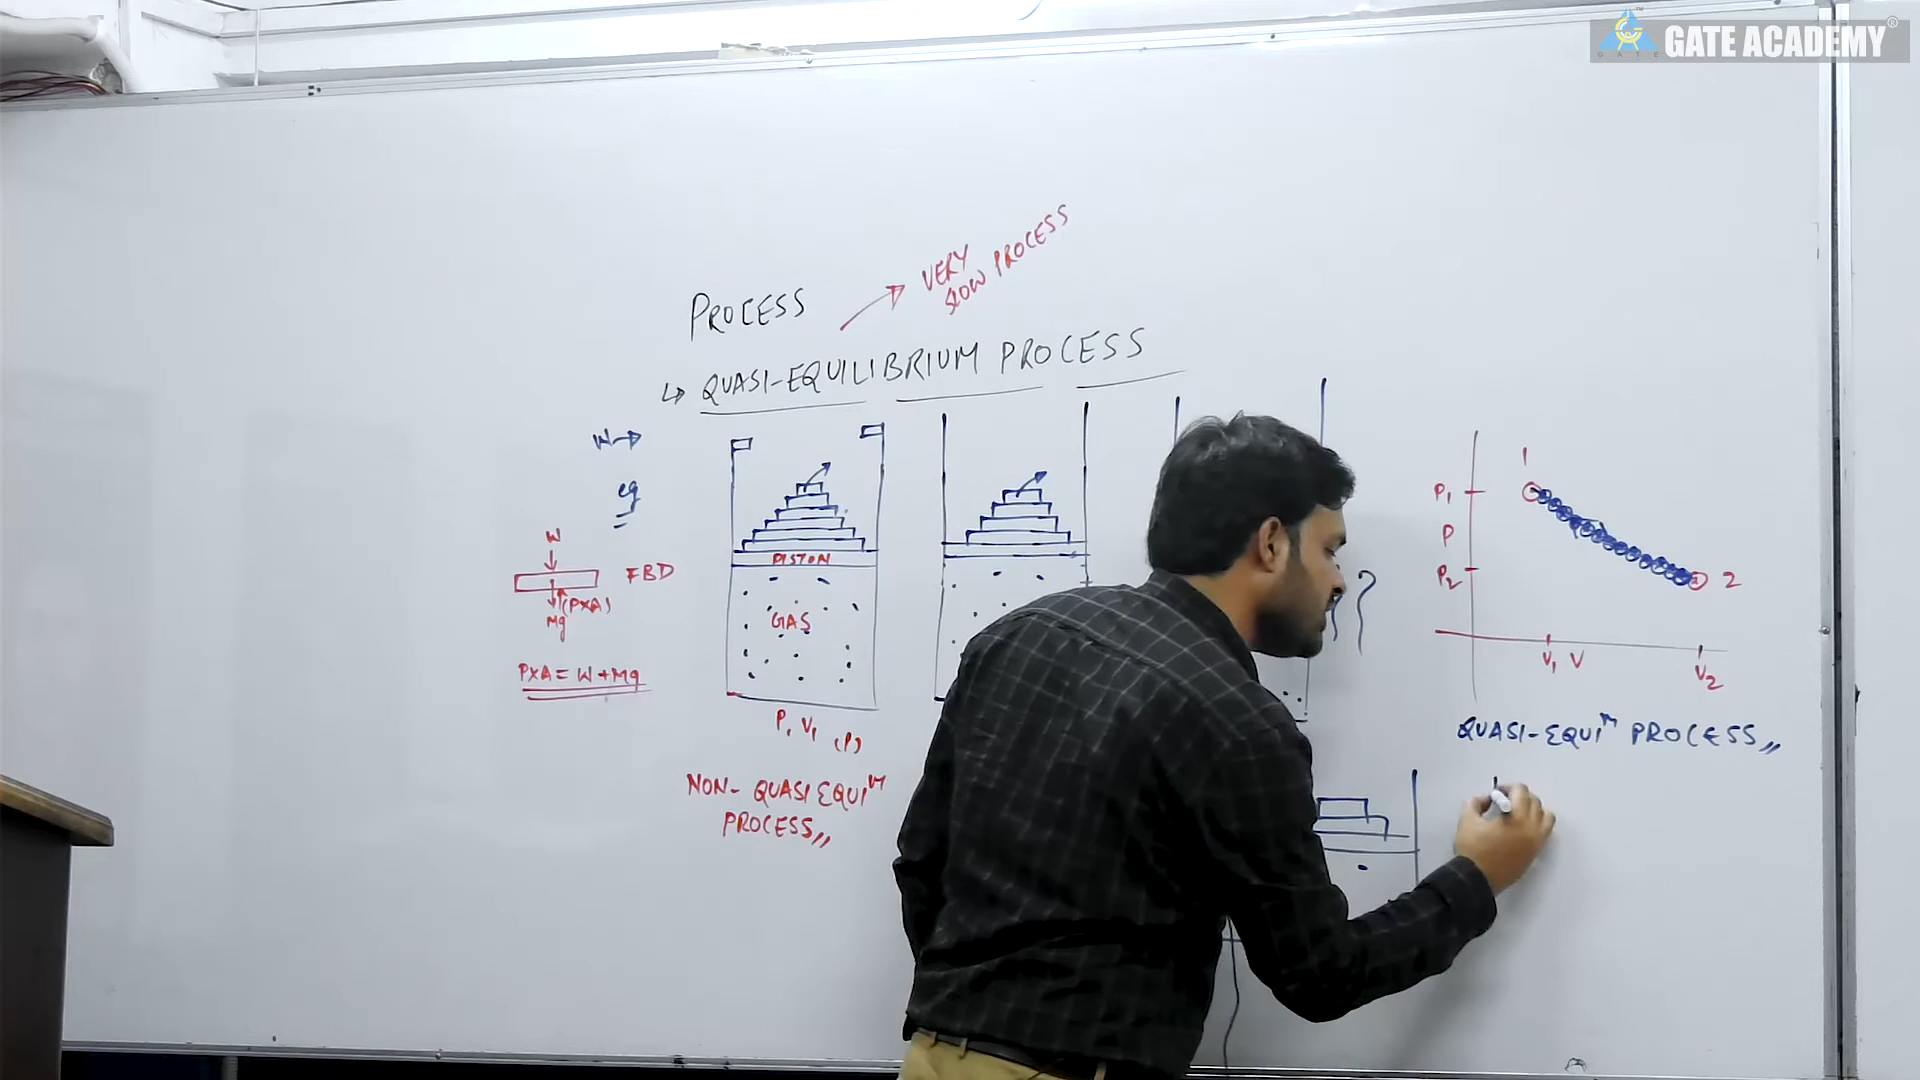 GATE ACADEMY®
GATE
PROCESS
VERY
SLOW PROCESS
↳ QUASI-EQUILIBRIUM PROCESS
W→
eg
W
FBD
(PXA)
Mg
PXA = W + Mg
PISTON
GAS
P, V1 (P)
NON- QUASI EQUIᵐ
PROCESS,,
??
1
P1
P
P2
2
V1 V
V2
QUASI-EQUIᵐ PROCESS,,